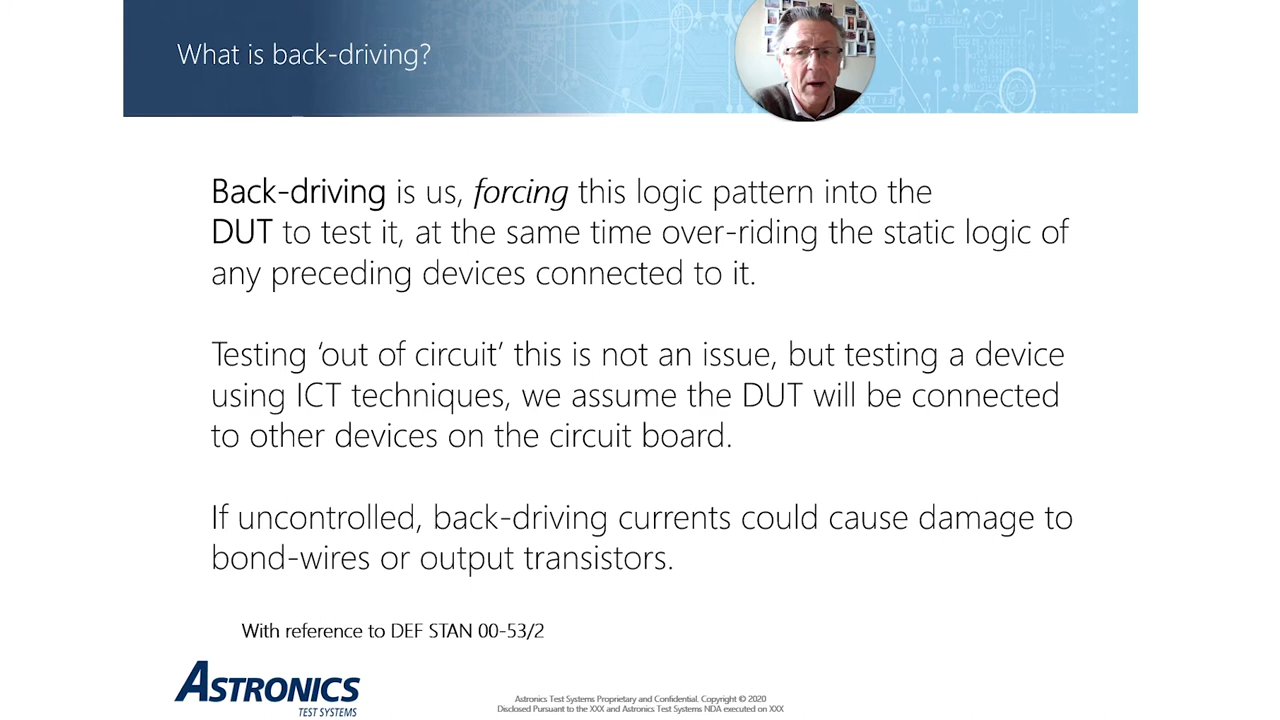 What is back-driving?
Back-driving is us, forcing this logic pattern into the
DUT to test it, at the same time over-riding the static logic of
any preceding devices connected to it.
Testing ‘out of circuit’ this is not an issue, but testing a device
using ICT techniques, we assume the DUT will be connected
to other devices on the circuit board.
If uncontrolled, back-driving currents could cause damage to
bond-wires or output transistors.
With reference to DEF STAN 00-53/2
ASTRONICS
TEST SYSTEMS
Astronics Test Systems Proprietary and Confidential. Copyright © 2020
Disclosed Pursuant to the XXX and Astronics Test Systems NDA executed on XXX